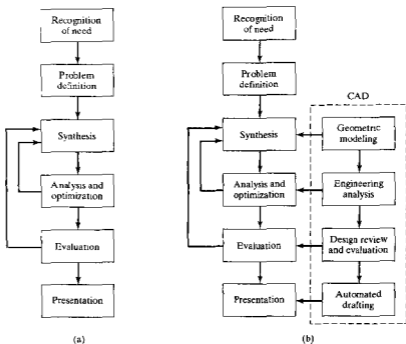 Recognition
of need
Problem
definition
Synthesis
Analysis and
optimization
Evaluation
Presentation
(a)
Recognition
of need
Problem
definition
Synthesis
Analysis and
optimization
Evaluation
Presentation
CAD
Geometric
modeling
Engineering
analysis
Design review
and evaluation
Automated
drafting
(b)